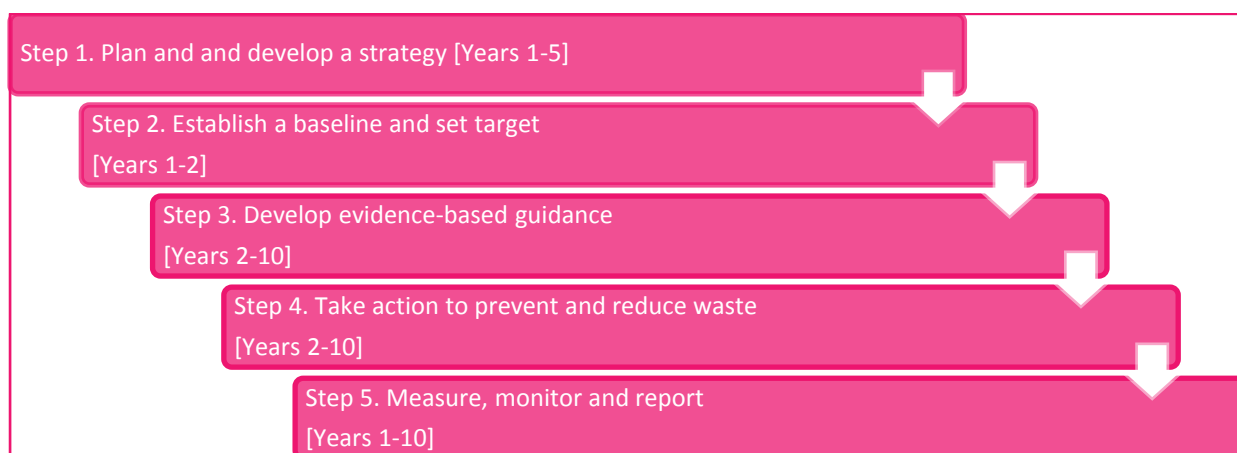 Step 1. Plan and and develop a strategy [Years 1-5]
Step 2. Establish a baseline and set target
[Years 1-2]
Step 3. Develop evidence-based guidance
[Years 2-10]
Step 4. Take action to prevent and reduce waste
[Years 2-10]
Step 5. Measure, monitor and report
[Years 1-10]